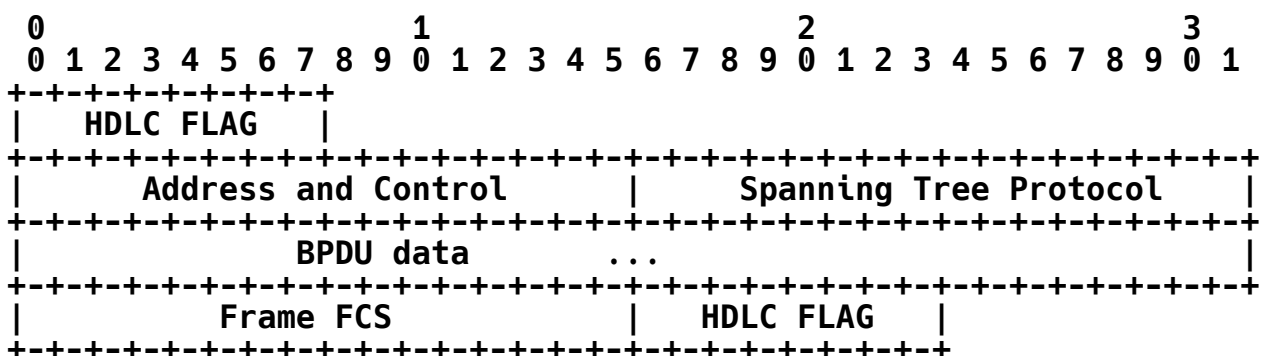 0                   1                   2                   3
 0 1 2 3 4 5 6 7 8 9 0 1 2 3 4 5 6 7 8 9 0 1 2 3 4 5 6 7 8 9 0 1
+-+-+-+-+-+-+-+-+
|   HDLC FLAG   |
+-+-+-+-+-+-+-+-+-+-+-+-+-+-+-+-+-+-+-+-+-+-+-+-+-+-+-+-+-+-+-+-+
|      Address and Control      |     Spanning Tree Protocol    |
+-+-+-+-+-+-+-+-+-+-+-+-+-+-+-+-+-+-+-+-+-+-+-+-+-+-+-+-+-+-+-+-+
|              BPDU data       ...                              |
+-+-+-+-+-+-+-+-+-+-+-+-+-+-+-+-+-+-+-+-+-+-+-+-+-+-+-+-+-+-+-+-+
|          Frame FCS            |   HDLC FLAG   |
+-+-+-+-+-+-+-+-+-+-+-+-+-+-+-+-+-+-+-+-+-+-+-+-+